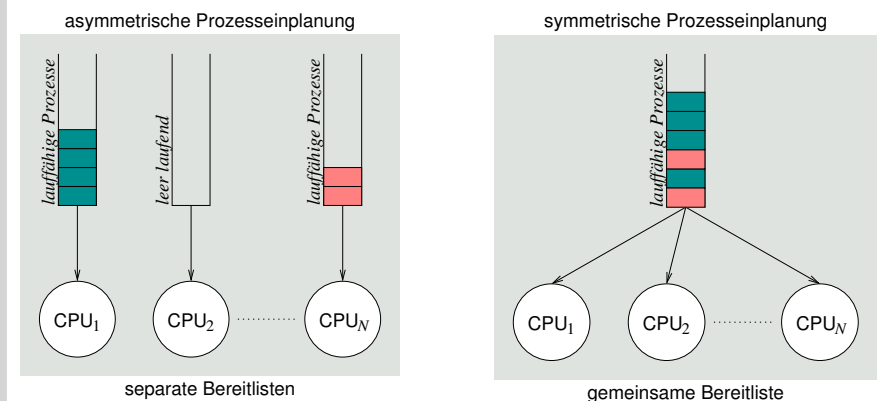 asymmetrische Prozesseinplanung
lauffähige Prozesse
leer laufend
lauffähige Prozesse
CPU1
CPU2
CPUN
separate Bereitlisten
symmetrische Prozesseinplanung
lauffähige Prozesse
CPU1
CPU2
CPUN
gemeinsame Bereitliste